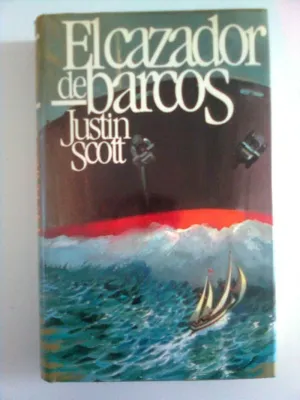 El cazador
de barcos
Justin
Scott